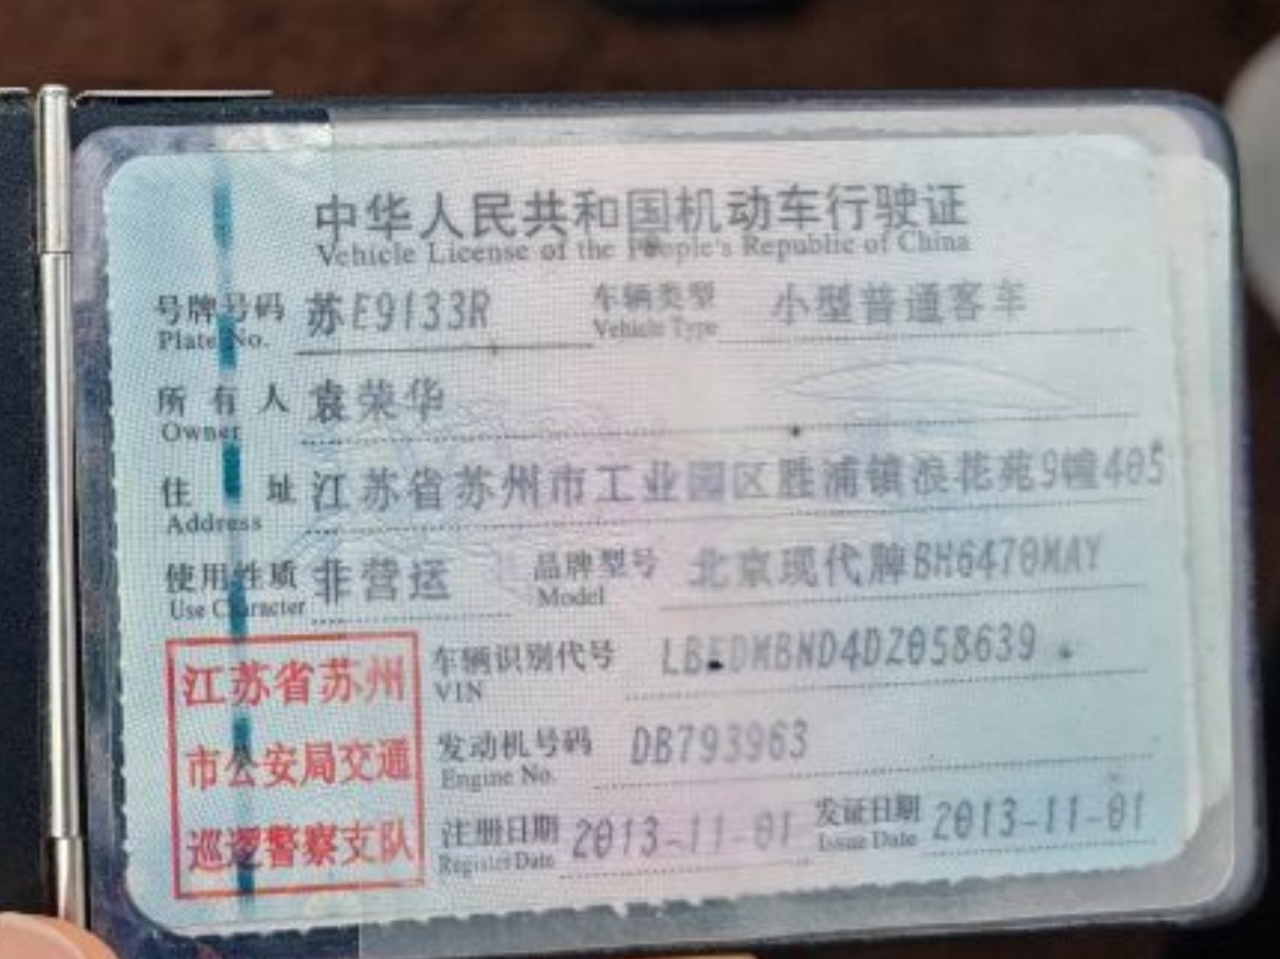 中华人民共和国机动车行驶证
Vehicle License of the People's Republic of China
号牌号码 苏E9133R 车辆类型 小型普通客车
Plate No. Vehicle Type
所有人 袁荣华
Owner
住址 江苏省苏州市工业园区胜浦镇浪花苑9幢405
Address
使用性质 非营运 品牌型号 北京现代牌BH6470MAY
Use Character Model
江苏省苏州 车辆识别代号 LBEDMBND4DZ058639
VIN
市公安局交通 发动机号码 DB793963
Engine No.
巡逻警察支队 注册日期 2013-11-01 发证日期 2013-11-01
Register Date Issue Date